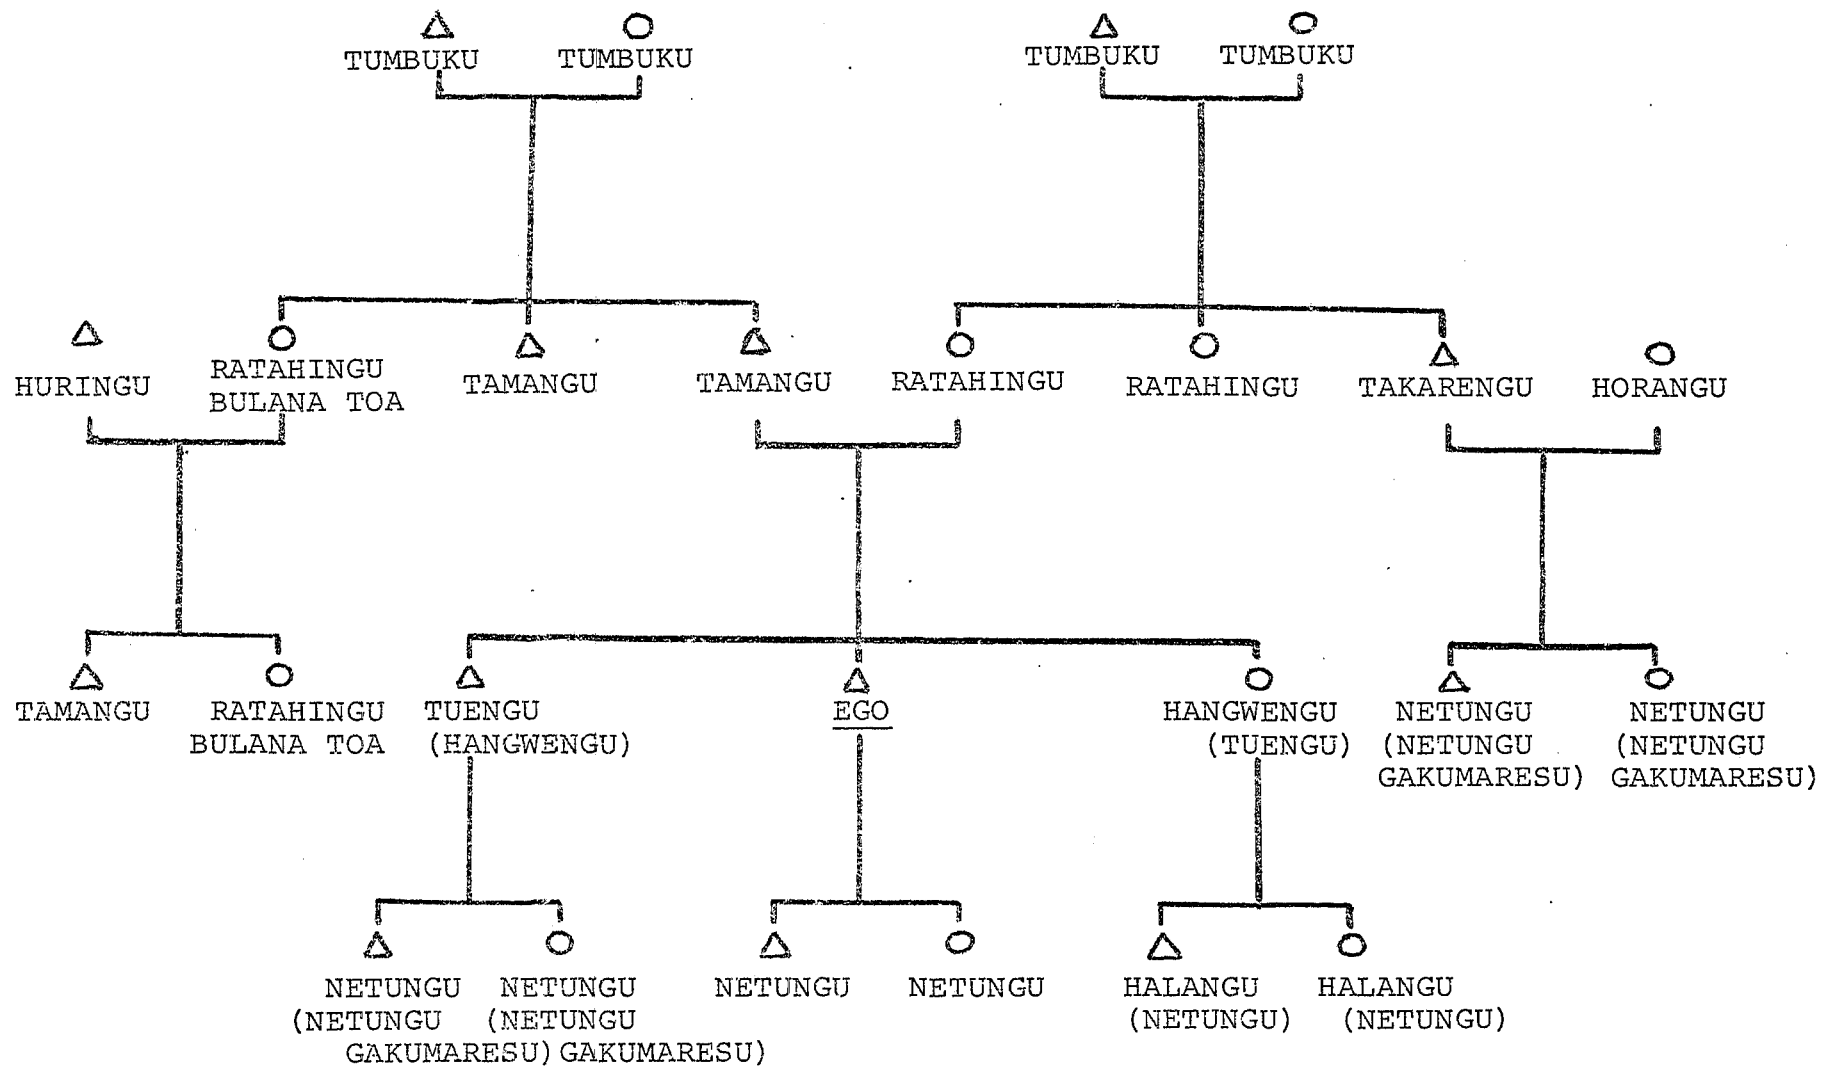 TUMBUKU TUMBUKU TUMBUKU TUMBUKU
HURINGU RATAHINGU TAMANGU TAMANGU RATAHINGU RATAHINGU TAKARENGU HORANGU
BULANA TOA
TAMANGU RATAHINGU TUENGU EGO HANGWENGU NETUNGU NETUNGU
BULANA TOA (HANGWENGU) (TUENGU) (NETUNGU (NETUNGU
GAKUMARESU) GAKUMARESU)
NETUNGU NETUNGU NETUNGU NETUNGU HALANGU HALANGU
(NETUNGU (NETUNGU (NETUNGU) (NETUNGU)
GAKUMARESU) GAKUMARESU)